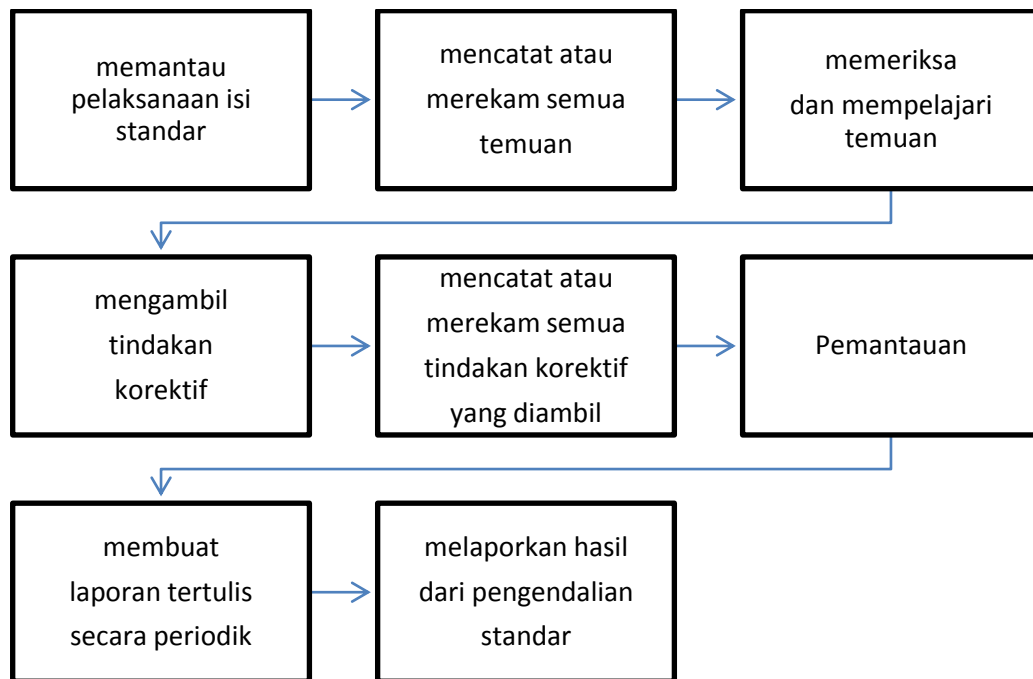 memantau
pelaksanaan isi
standar
mencatat atau
merekam semua
temuan
memeriksa
dan mempelajari
temuan
mengambil
tindakan
korektif
mencatat atau
merekam semua
tindakan korektif
yang diambil
Pemantauan
membuat
laporan tertulis
secara periodik
melaporkan hasil
dari pengendalian
standar